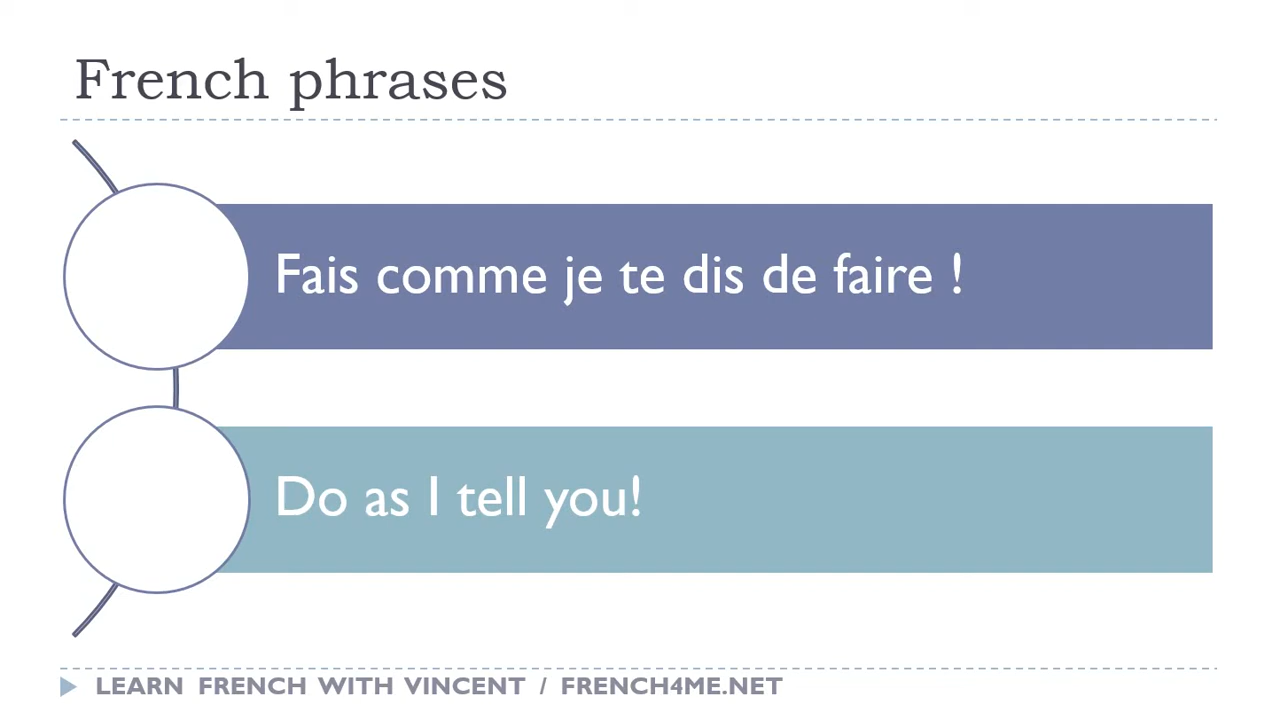 French phrases
Fais comme je te dis de faire !
Do as I tell you!
LEARN FRENCH WITH VINCENT / FRENCH4ME.NET